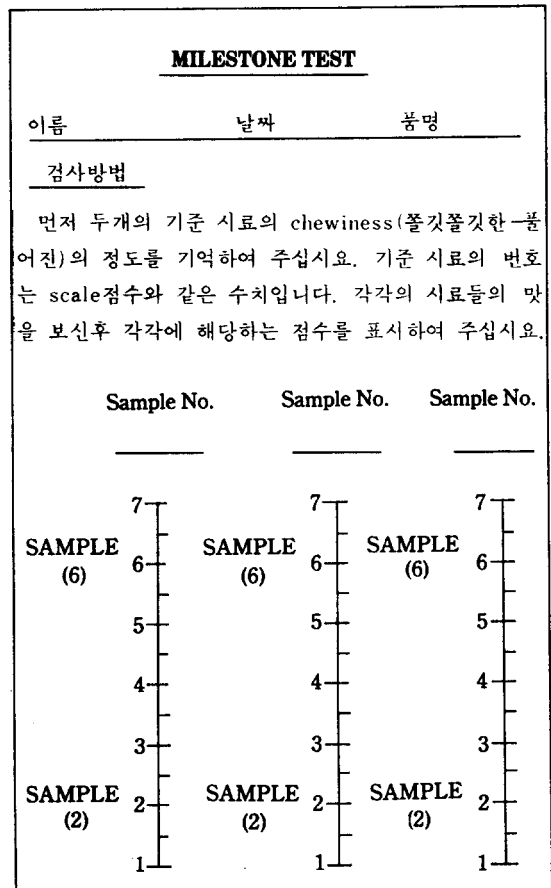 MILESTONE TEST
이름 날짜 품명
검사방법
먼저 두개의 기준 시료의 chewiness(쫄깃쫄깃한-풀
어진)의 정도를 기억하여 주십시요. 기준 시료의 번호
는 scale점수와 같은 수치입니다. 각각의 시료들의 맛
을 보신후 각각에 해당하는 점수를 표시하여 주십시요.
Sample No. Sample No. Sample No.
7 7 7
SAMPLE SAMPLE SAMPLE
6 6 6
(6) (6) (6)
5 5 5
4 4 4
3 3 3
SAMPLE SAMPLE SAMPLE
2 2 2
(2) (2) (2)
1 1 1